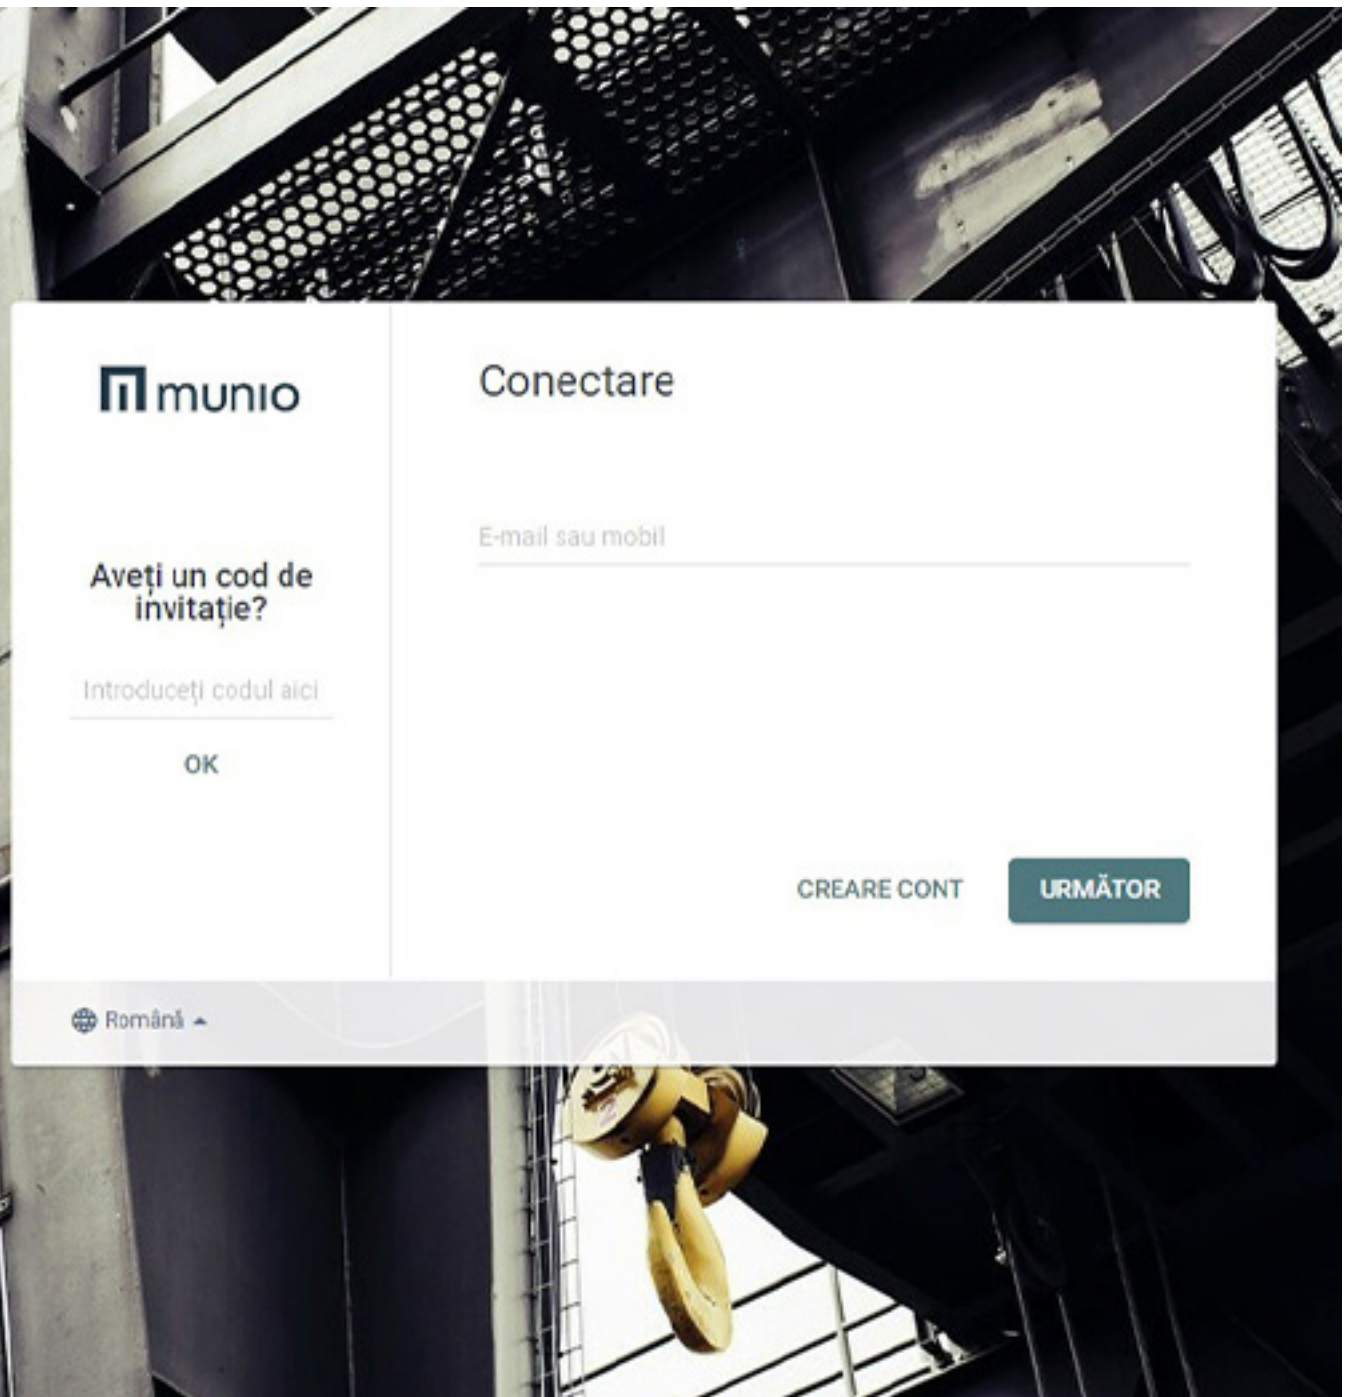 munio
Aveți un cod de
invitație?
Introduceți codul aici
OK
Conectare
E-mail sau mobil
CREARE CONT
URMĂTOR
Română